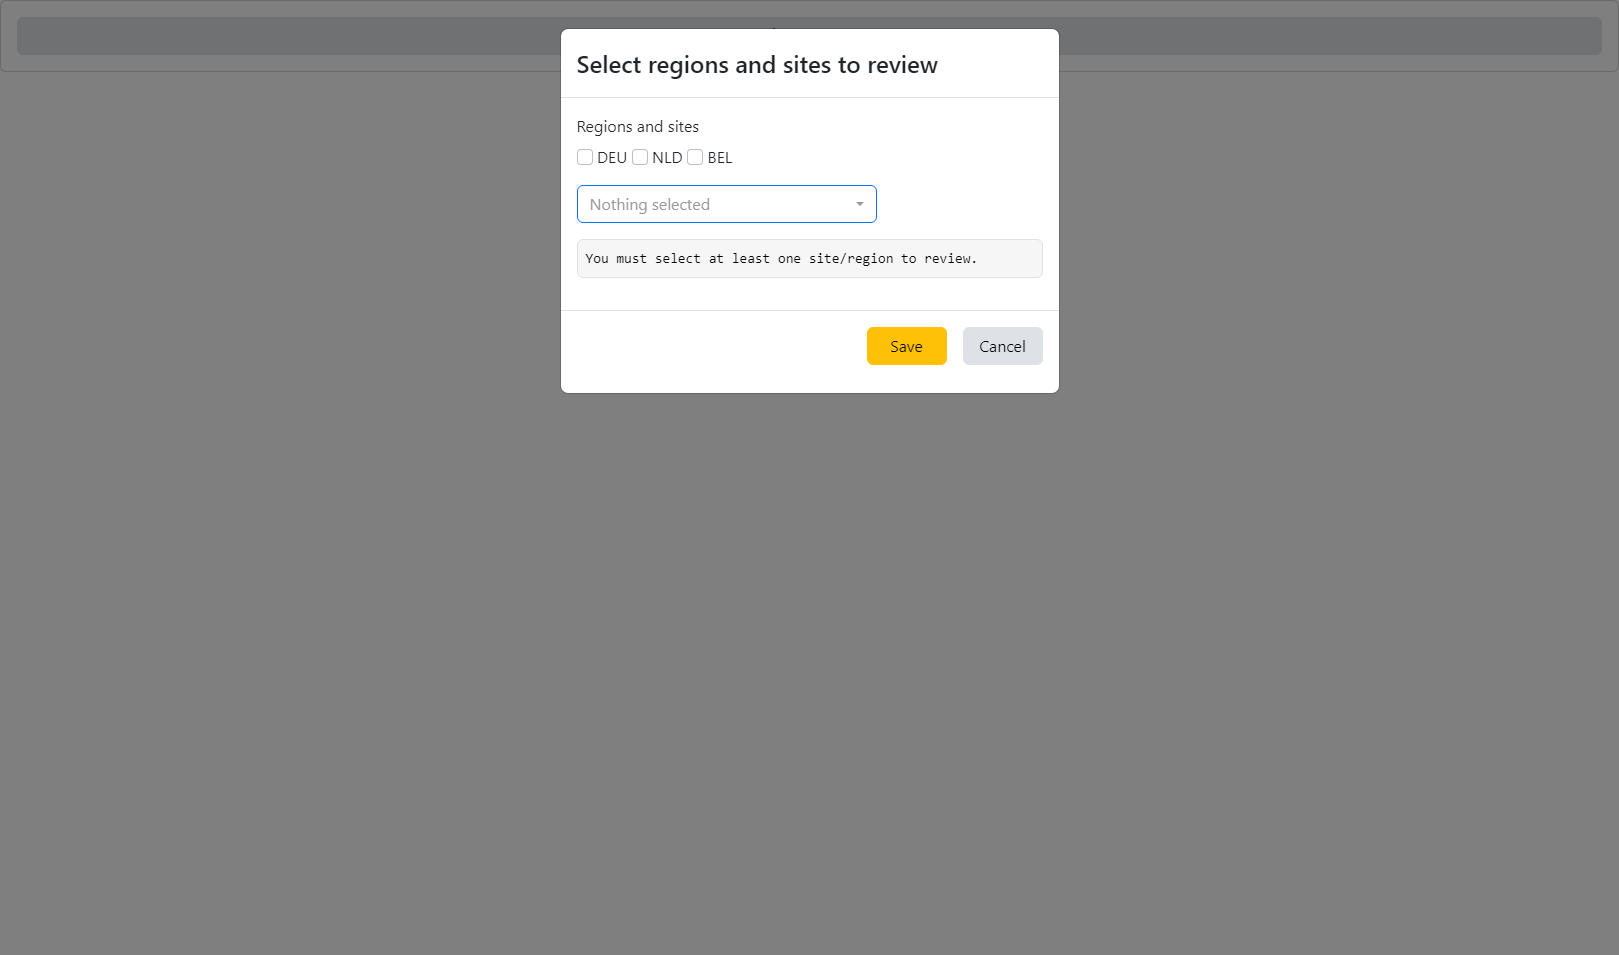 Select regions and sites to review
Regions and sites
DEU NLD BEL
Nothing selected
You must select at least one site/region to review.
Save Cancel